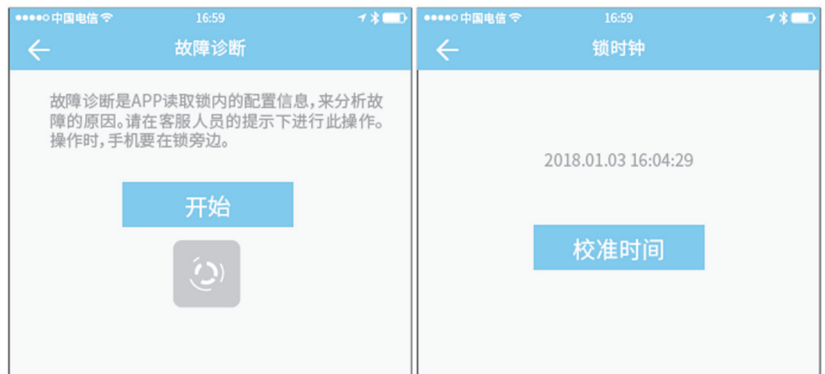 中国电信 16:59
故障诊断
故障诊断是APP读取锁内的配置信息,来分析故
障的原因。请在客服人员的提示下进行此操作。
操作时,手机要在锁旁边。
开始
中国电信 16:59
锁时钟
2018.01.03 16:04:29
校准时间